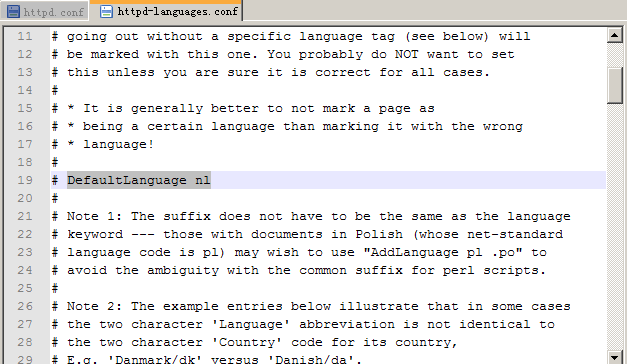 httpd.conf httpd-languages.conf
11 # going out without a specific language tag (see below) will
12 # be marked with this one. You probably do NOT want to set
13 # this unless you are sure it is correct for all cases.
14 #
15 # * It is generally better to not mark a page as
16 # * being a certain language than marking it with the wrong
17 # * language!
18 #
19 # DefaultLanguage nl
20 #
21 # Note 1: The suffix does not have to be the same as the language
22 # keyword --- those with documents in Polish (whose net-standard
23 # language code is pl) may wish to use "AddLanguage pl .po" to
24 # avoid the ambiguity with the common suffix for perl scripts.
25 #
26 # Note 2: The example entries below illustrate that in some cases
27 # the two character 'Language' abbreviation is not identical to
28 # the two character 'Country' code for its country,
29 # E.g. 'Danmark/dk' versus 'Danish/da'.